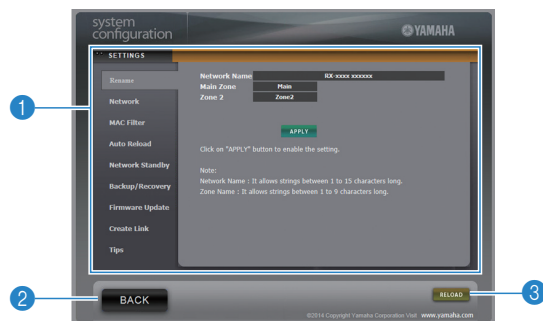 system
configuration
YAMAHA
SETTINGS
Rename
Network
MAC Filter
Auto Reload
Network Standby
Backup/Recovery
Firmware Update
Create Link
Tips
Network Name RX-xxxx xxxxxx
Main Zone Main
Zone 2 Zone2
APPLY
Click on "APPLY" button to enable the setting.
Note:
Network Name : It allows strings between 1 to 15 characters long.
Zone Name : It allows strings between 1 to 9 characters long.
1
2
BACK
RELOAD
3
©2014 Copyright Yamaha Corporation Visit www.yamaha.com